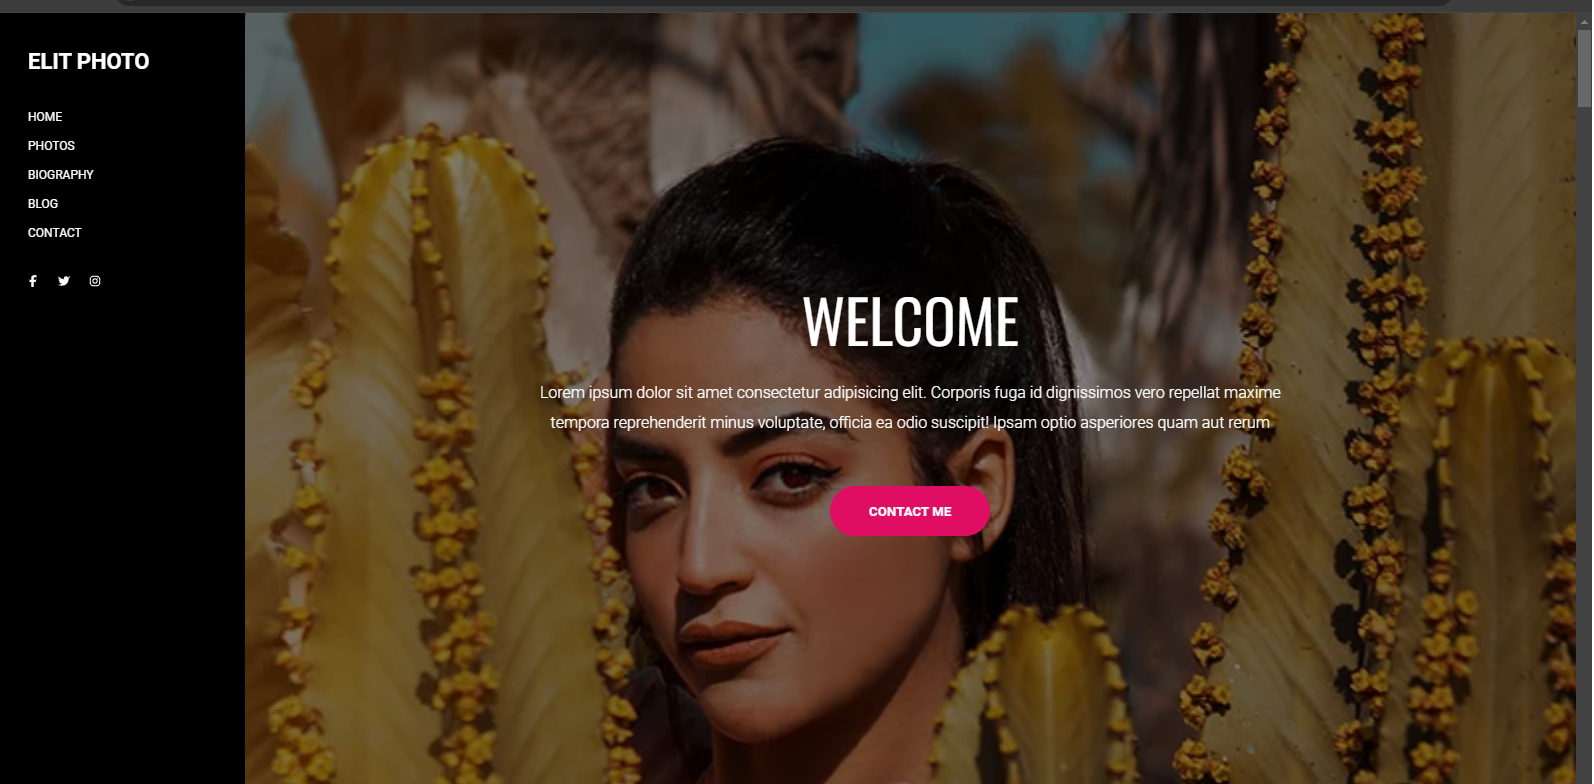 ELIT PHOTO
HOME
PHOTOS
BIOGRAPHY
BLOG
CONTACT
WELCOME
Lorem ipsum dolor sit amet consectetur adipisicing elit. Corporis fuga id dignissimos vero repellat maxime
tempora reprehenderit minus voluptate, officia ea odio suscipit! Ipsam optio asperiores quam aut rerum
CONTACT ME